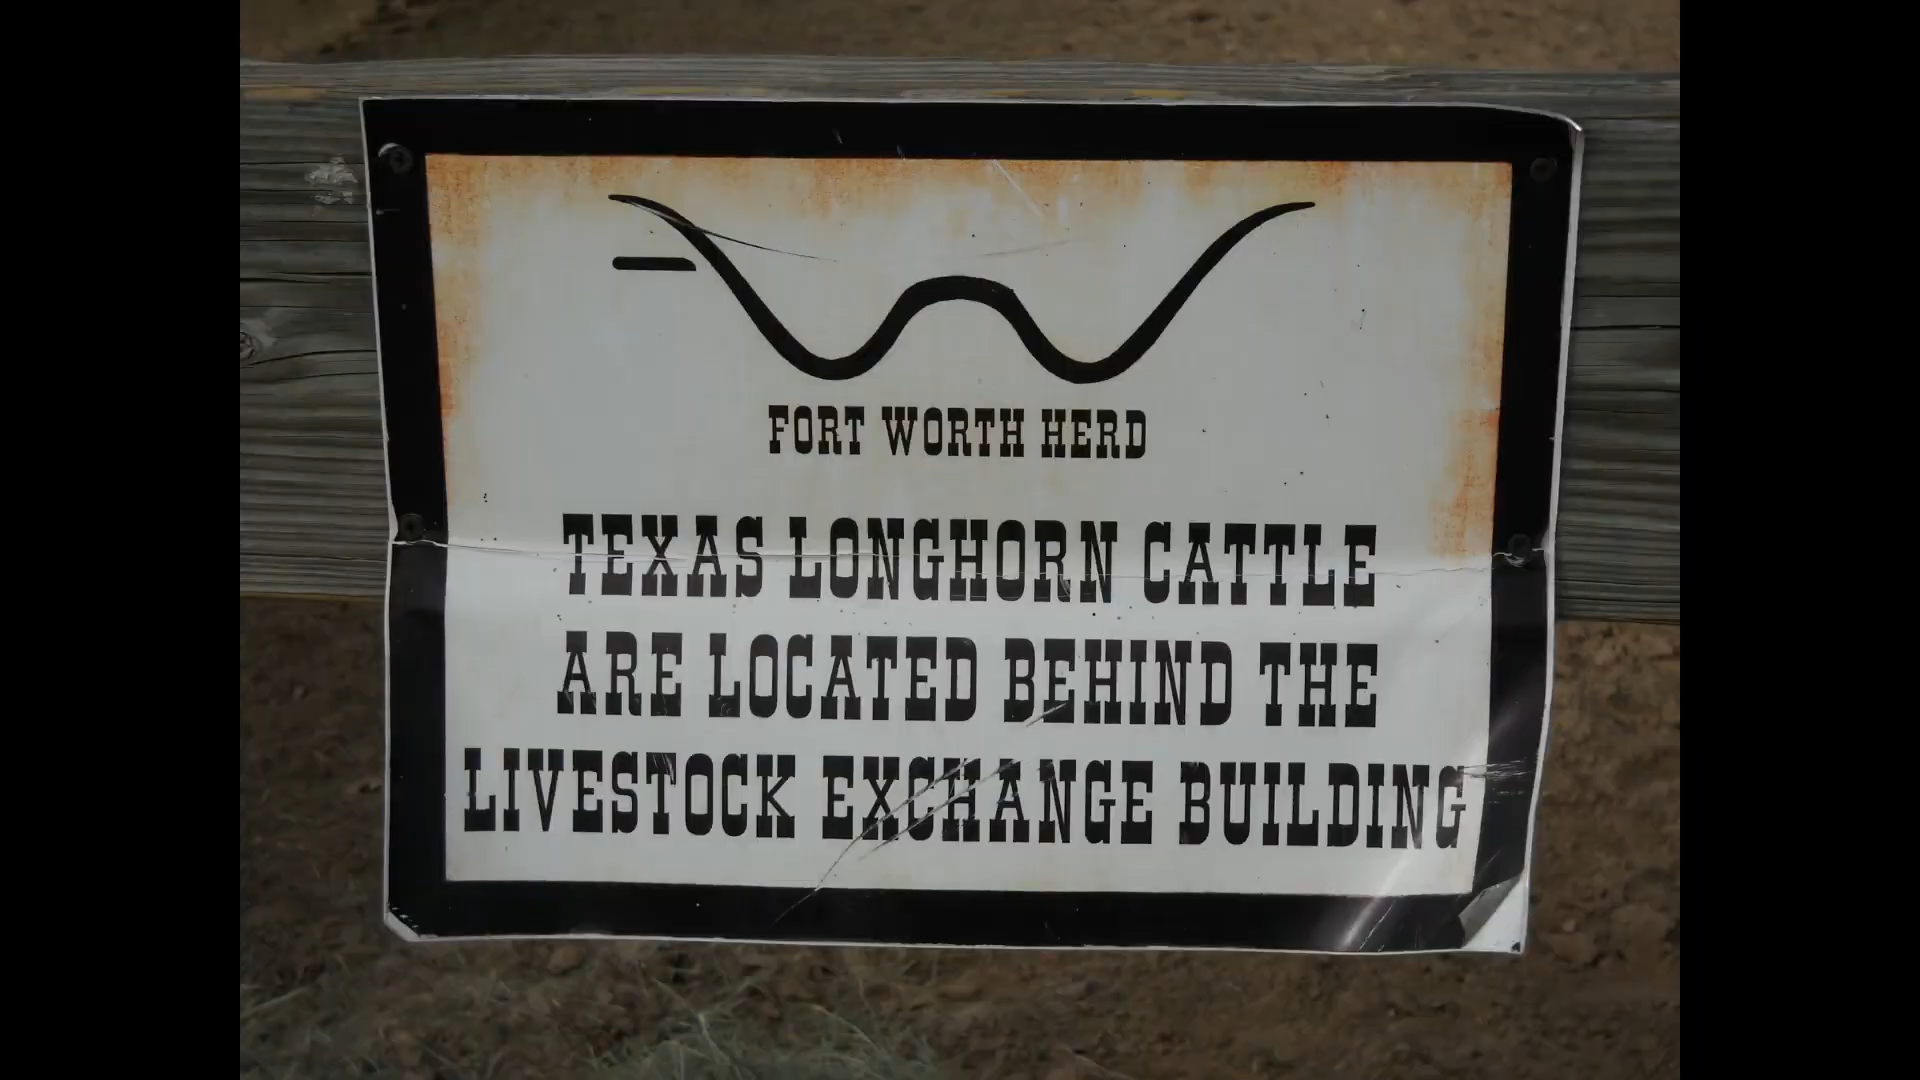 FORT WORTH HERD
TEXAS LONGHORN CATTLE
ARE LOCATED BEHIND THE
LIVESTOCK EXCHANGE BUILDING